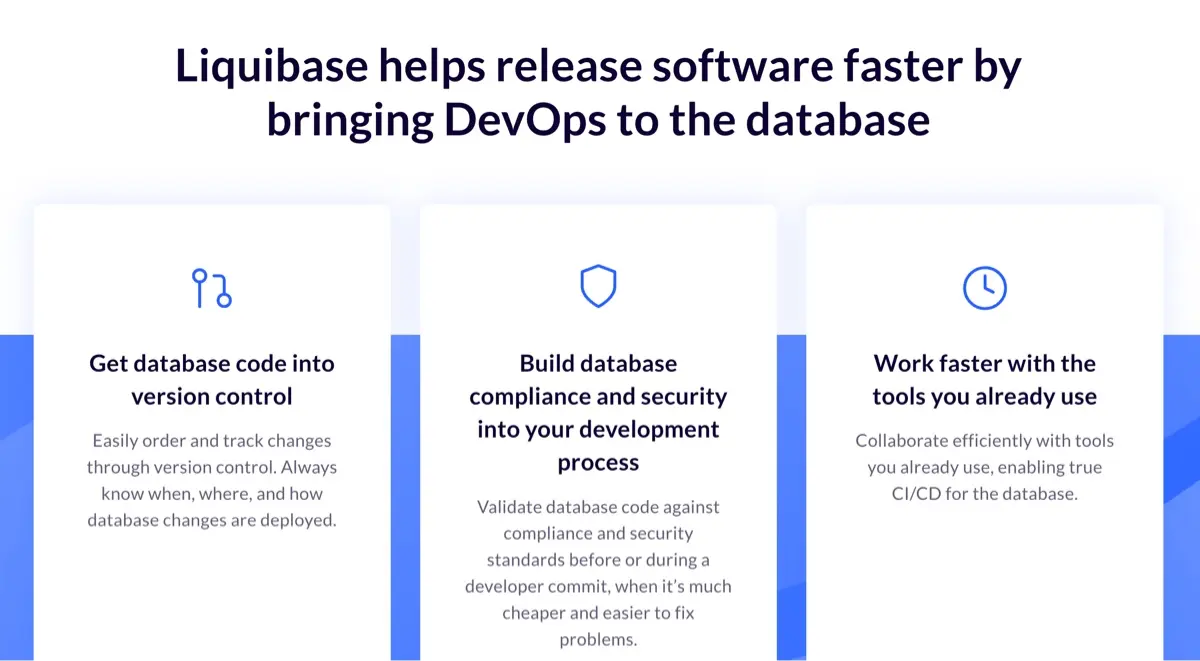 Liquibase helps release software faster by
bringing DevOps to the database
Get database code into
version control
Easily order and track changes
through version control. Always
know when, where, and how
database changes are deployed.
Build database
compliance and security
into your development
process
Validate database code against
compliance and security
standards before or during a
developer commit, when it’s much
cheaper and easier to fix
problems.
Work faster with the
tools you already use
Collaborate efficiently with tools
you already use, enabling true
CI/CD for the database.